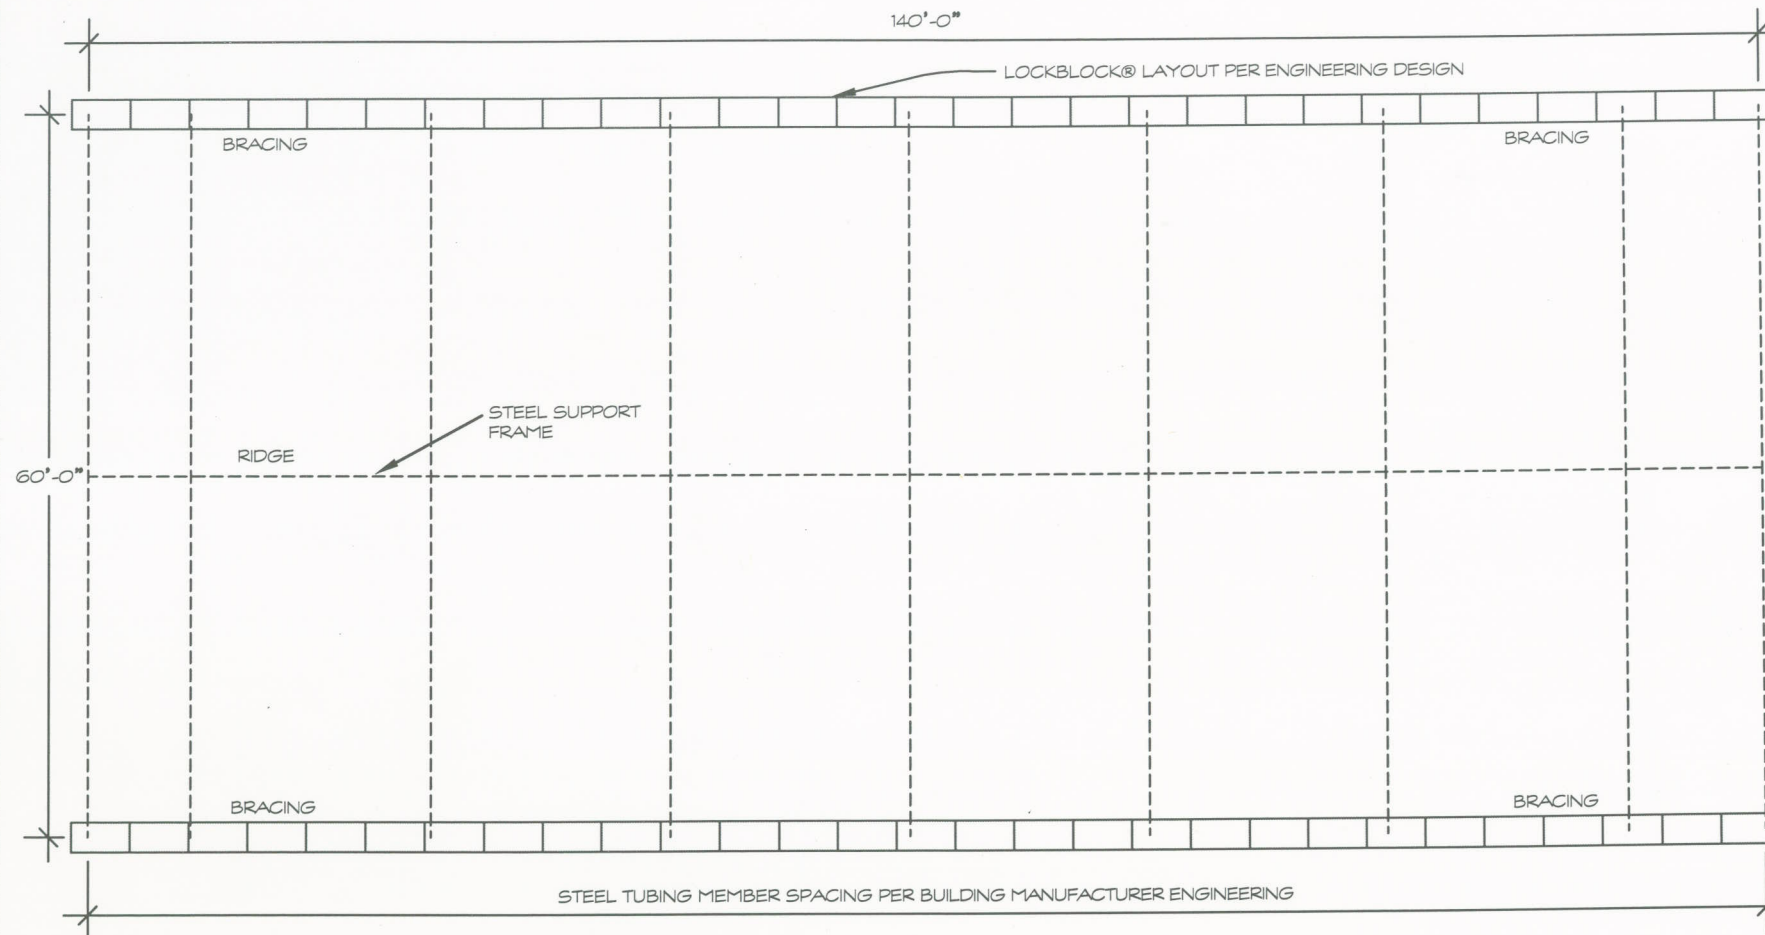 140'-0"
LOCKBLOCK® LAYOUT PER ENGINEERING DESIGN
BRACING
BRACING
STEEL SUPPORT
FRAME
RIDGE
60'-0"
BRACING
BRACING
STEEL TUBING MEMBER SPACING PER BUILDING MANUFACTURER ENGINEERING